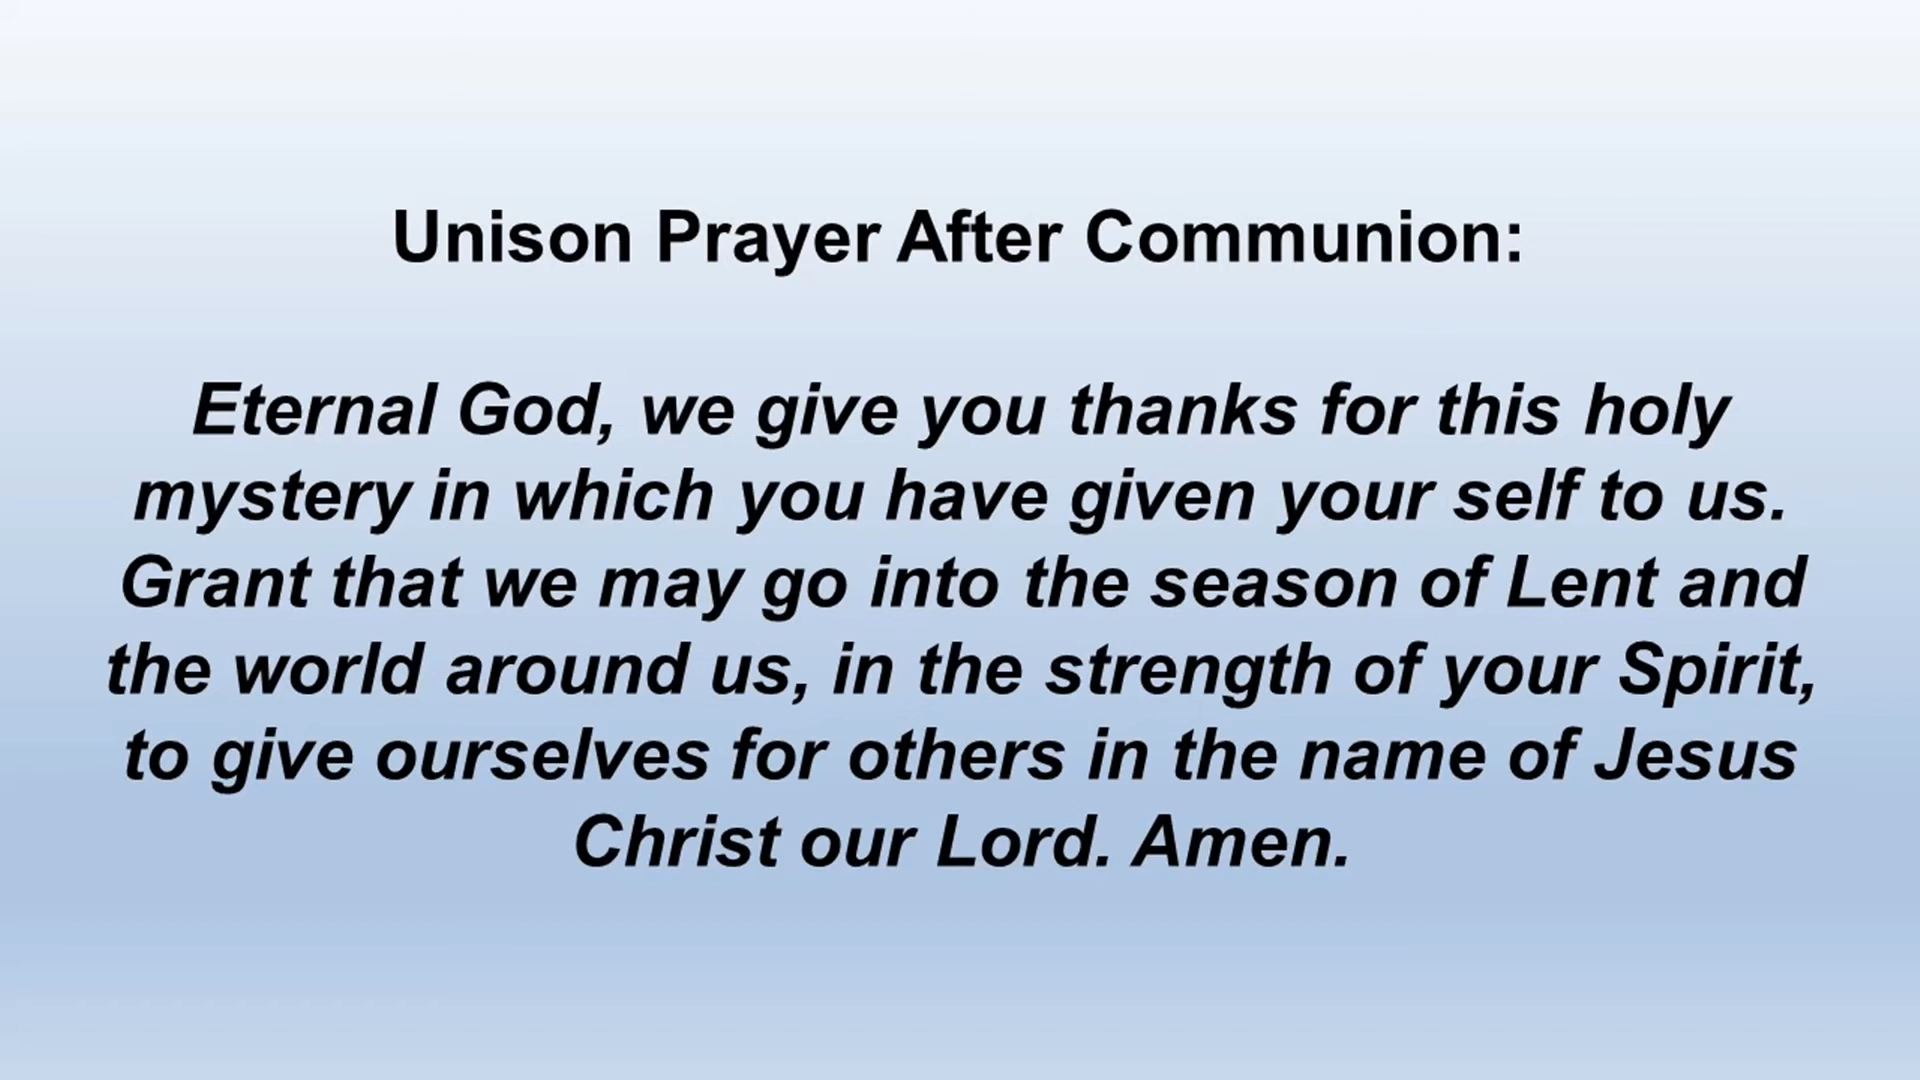 Unison Prayer After Communion:
Eternal God, we give you thanks for this holy
mystery in which you have given your self to us.
Grant that we may go into the season of Lent and
the world around us, in the strength of your Spirit,
to give ourselves for others in the name of Jesus
Christ our Lord. Amen.